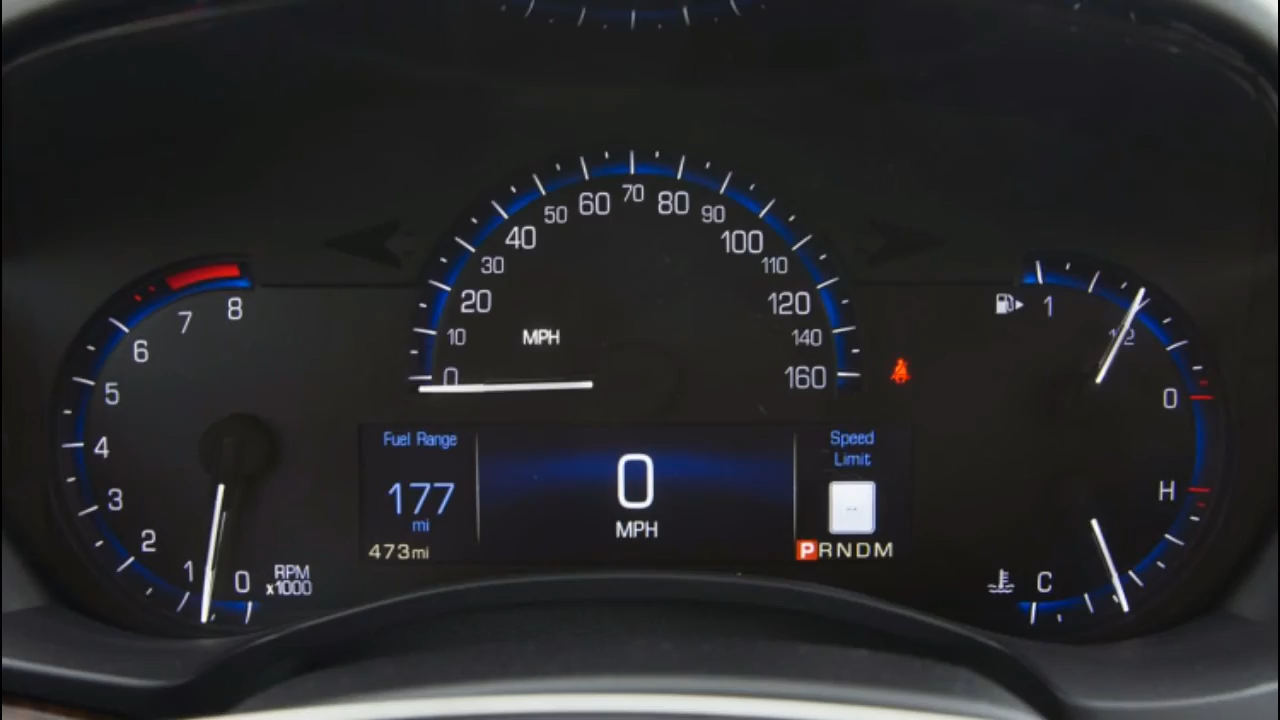 70
60 80
50 90
40 100
30 110
20 120
10 MPH 140
0 160
8
7
6
5
4
3
2
1 0 RPM
x1000
1
1/2
0
H
C
Fuel Range
177
mi
473mi
0
MPH
Speed
Limit
--
PRNDM